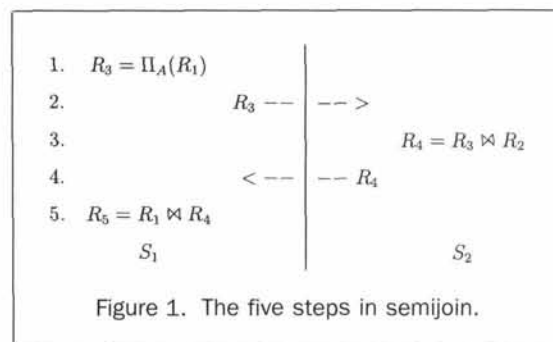 1. R₃ = Π_A(R₁)
2. R₃ −− −− >
3. R₄ = R₃ ⋈ R₂
4. < −− −− R₄
5. R₅ = R₁ ⋈ R₄
S₁ S₂
Figure 1. The five steps in semijoin.